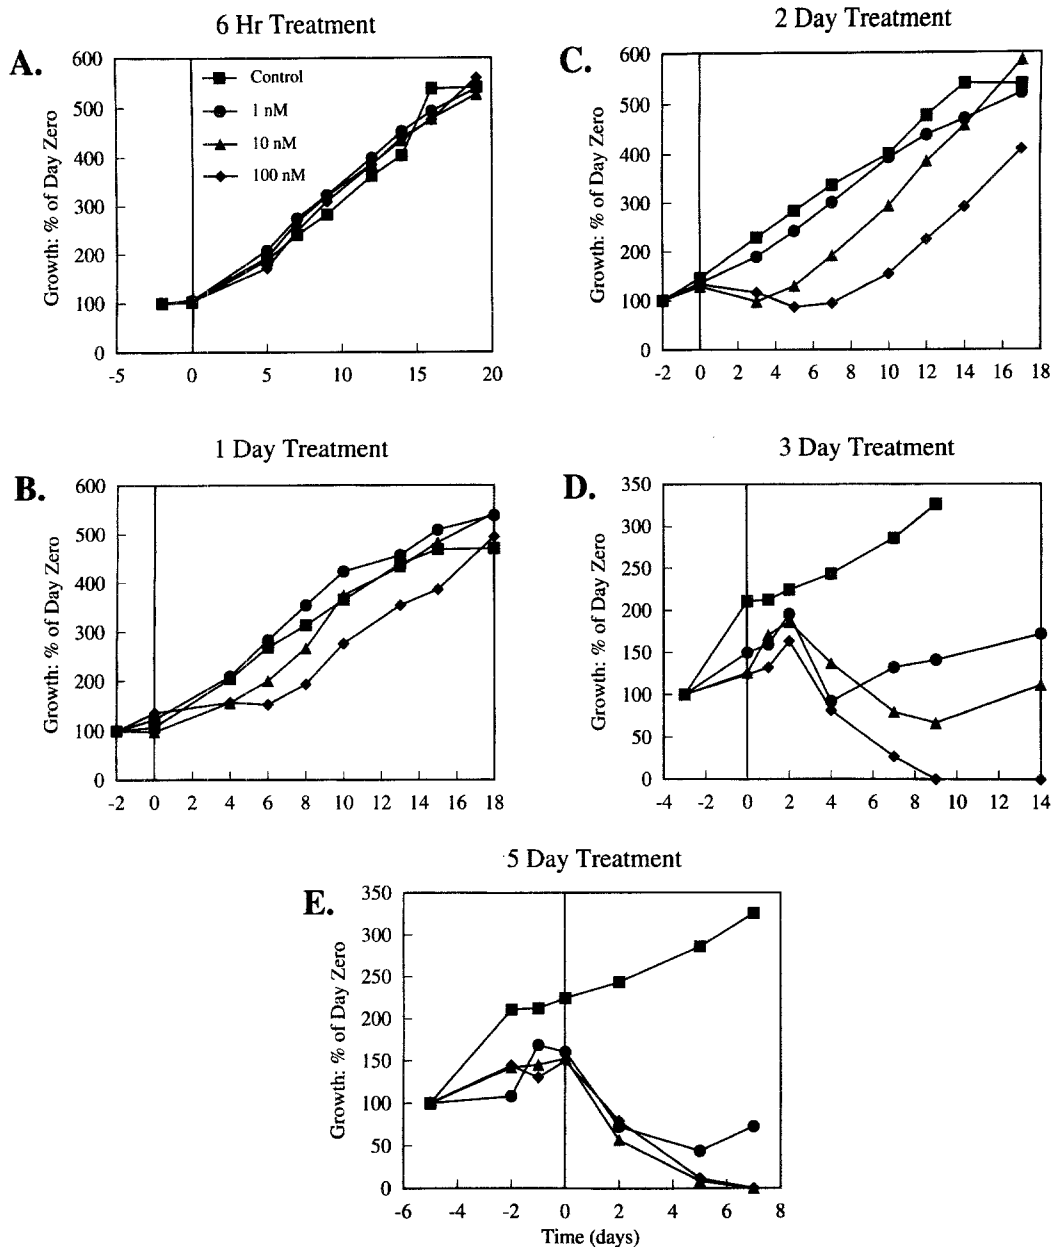 6 Hr Treatment
A.
600
500
400
300
200
100
0
Growth: % of Day Zero
Control
1 nM
10 nM
100 nM
-5 0 5 10 15 20
2 Day Treatment
C.
600
500
400
300
200
100
0
Growth: % of Day Zero
-2 0 2 4 6 8 10 12 14 16 18
1 Day Treatment
B.
600
500
400
300
200
100
0
Growth: % of Day Zero
-2 0 2 4 6 8 10 12 14 16 18
3 Day Treatment
D.
350
300
250
200
150
100
50
0
Growth: % of Day Zero
-4 -2 0 2 4 6 8 10 12 14
5 Day Treatment
E.
350
300
250
200
150
100
50
0
Growth: % of Day Zero
-6 -4 -2 0 2 4 6 8
Time (days)